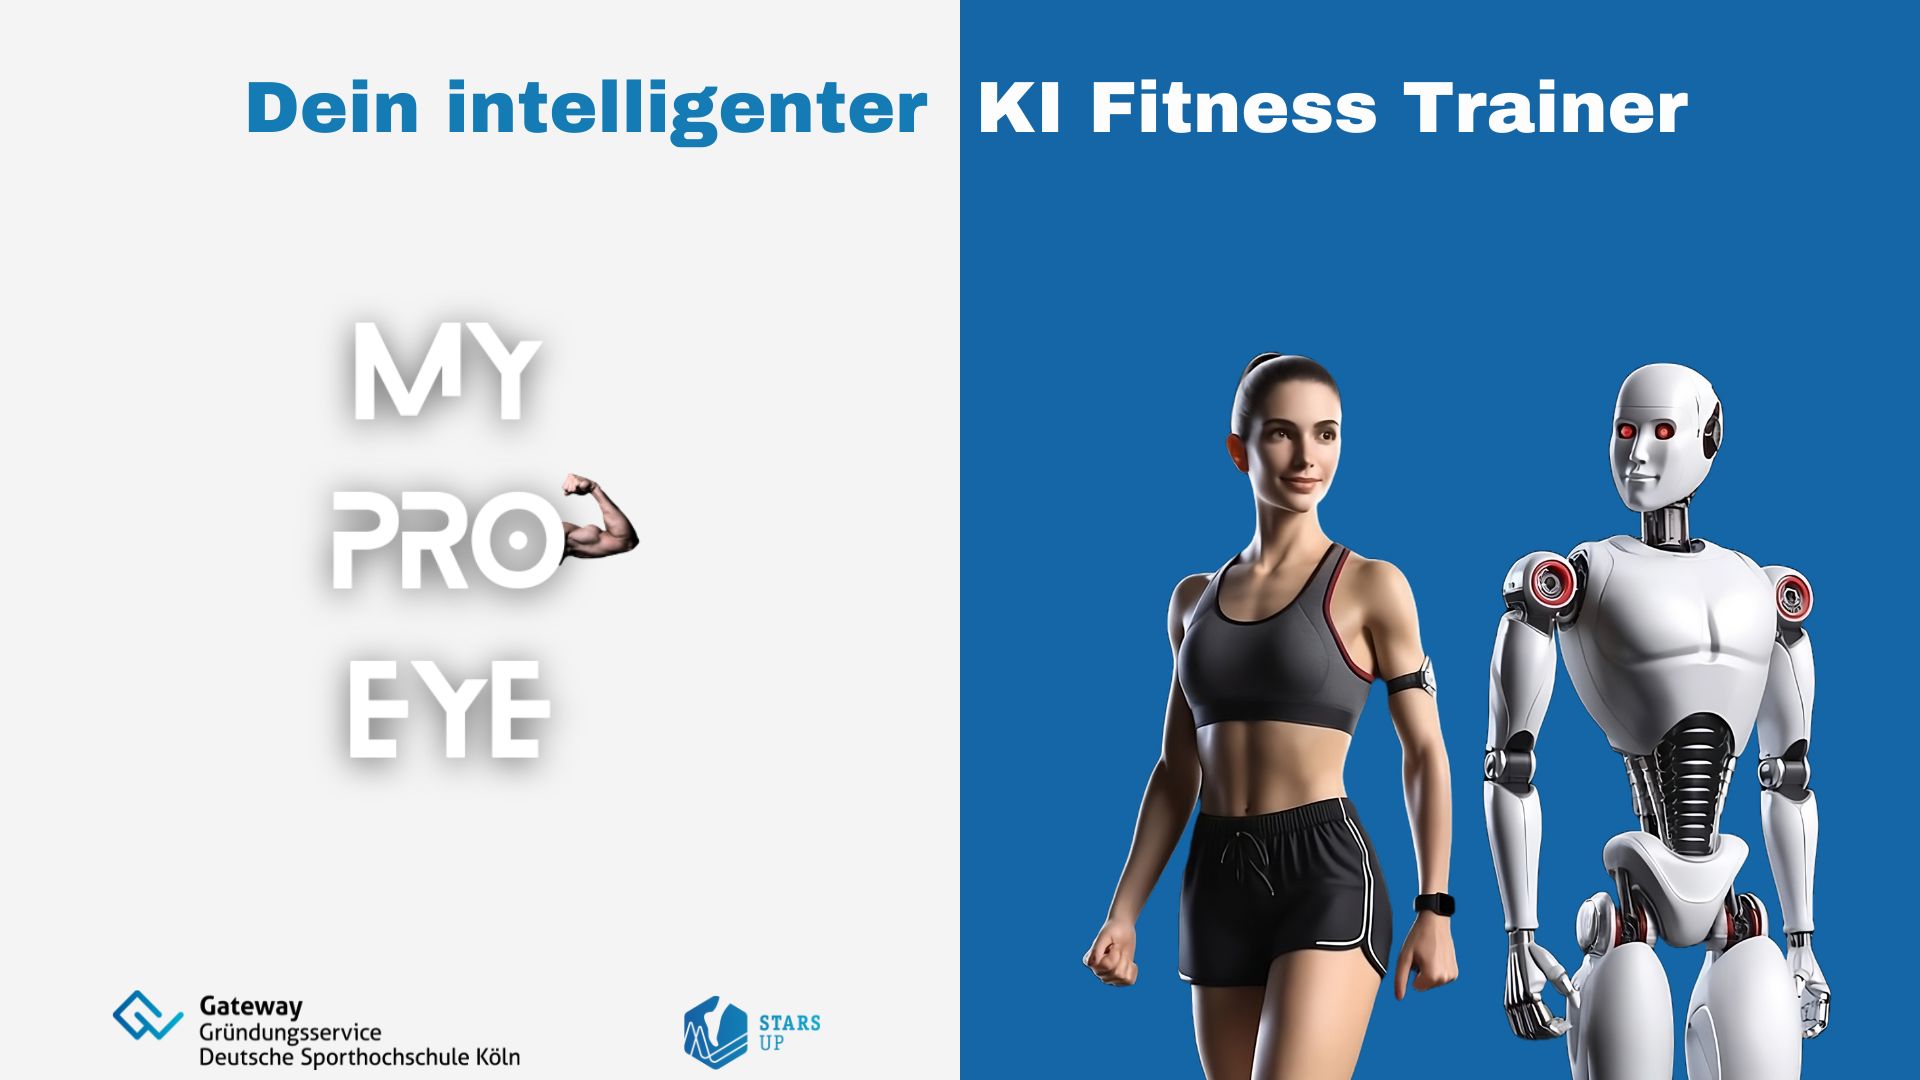 Dein intelligenter KI Fitness Trainer
MY
PRO
EYE
Gateway
Gründungsservice
Deutsche Sporthochschule Köln
STARS
UP